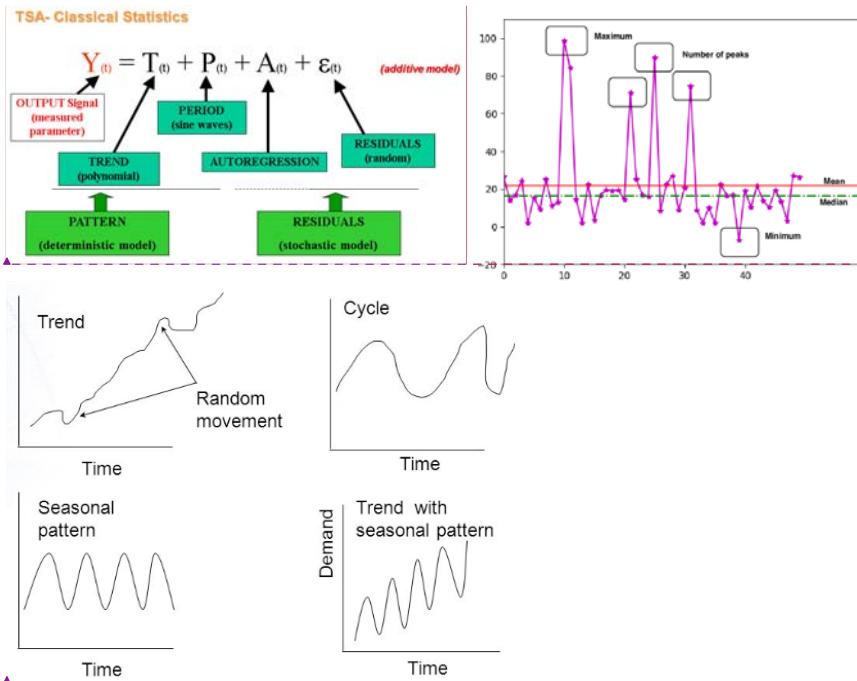 TSA- Classical Statistics
Y(t) = T(t) + P(t) + A(t) + ε(t)
(additive model)
OUTPUT Signal
(measured
parameter)
PERIOD
(sine waves)
TREND
(polynomial)
AUTOREGRESSION
RESIDUALS
(random)
PATTERN
(deterministic model)
RESIDUALS
(stochastic model)
Maximum
Number of peaks
Mean
Median
Minimum
100
80
60
40
20
0
-20
0
10
20
30
40
Trend
Random
movement
Time
Cycle
Time
Seasonal
pattern
Time
Trend with
seasonal pattern
Demand
Time